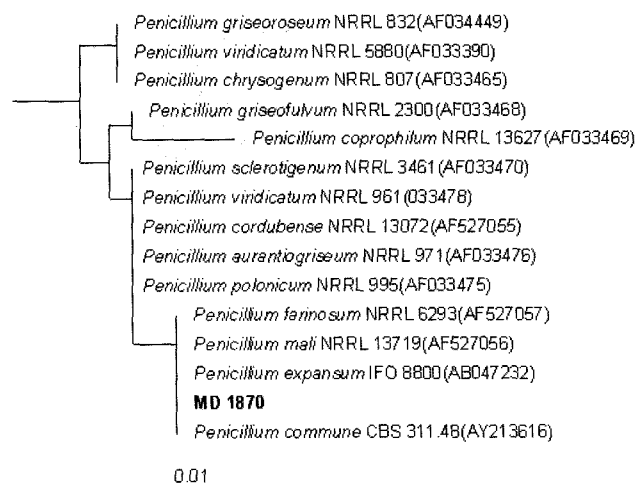 Penicillium griseoroseum NRRL 832(AF034449)
Penicillium viridicatum NRRL 5880(AF033390)
Penicillium chrysogenum NRRL 807(AF033465)
Penicillium griseofulvum NRRL 2300(AF033468)
Penicillium coprophilum NRRL 13627(AF033469)
Penicillium sclerotigenum NRRL 3461(AF033470)
Penicillium viridicatum NRRL 961(033478)
Penicillium cordubense NRRL 13072(AF527055)
Penicillium aurantiogriseum NRRL 971(AF033476)
Penicillium polonicum NRRL 995(AF033475)
Penicillium farinosum NRRL 6293(AF527057)
Penicillium mali NRRL 13719(AF527056)
Penicillium expansum IFO 8800(AB047232)
MD 1870
Penicillium commune CBS 311.48(AY213616)
0.01